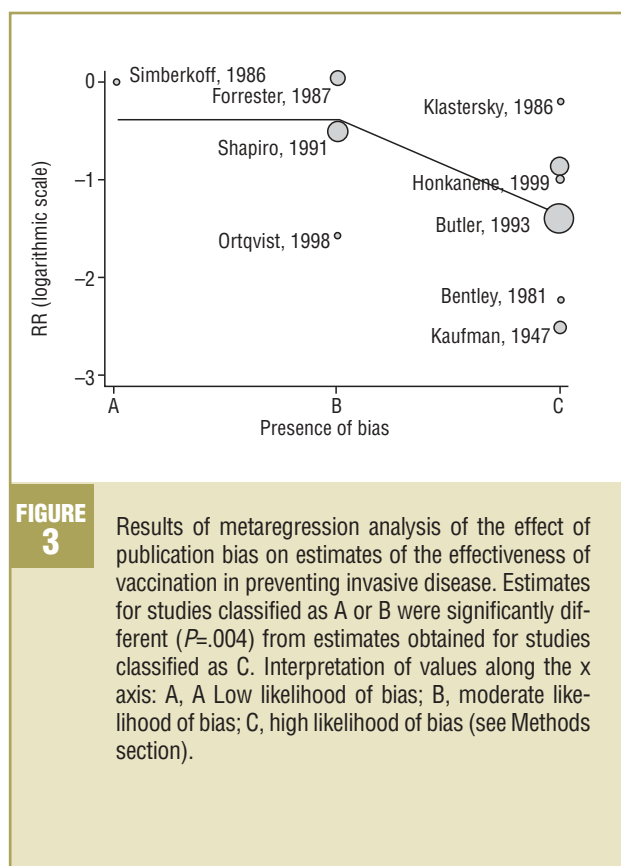 0
Simberkoff, 1986
Forrester, 1987
Klastersky, 1986
Shapiro, 1991
–1
Honkanene, 1999
Butler, 1993
Ortqvist, 1998
–2
Bentley, 1981
Kaufman, 1947
–3
RR (logarithmic scale)
A
B
C
Presence of bias
FIGURE
3
Results of metaregression analysis of the effect of
publication bias on estimates of the effectiveness of
vaccination in preventing invasive disease. Estimates
for studies classified as A or B were significantly dif-
ferent (P=.004) from estimates obtained for studies
classified as C. Interpretation of values along the x
axis: A, A Low likelihood of bias; B, moderate like-
lihood of bias; C, high likelihood of bias (see Methods
section).